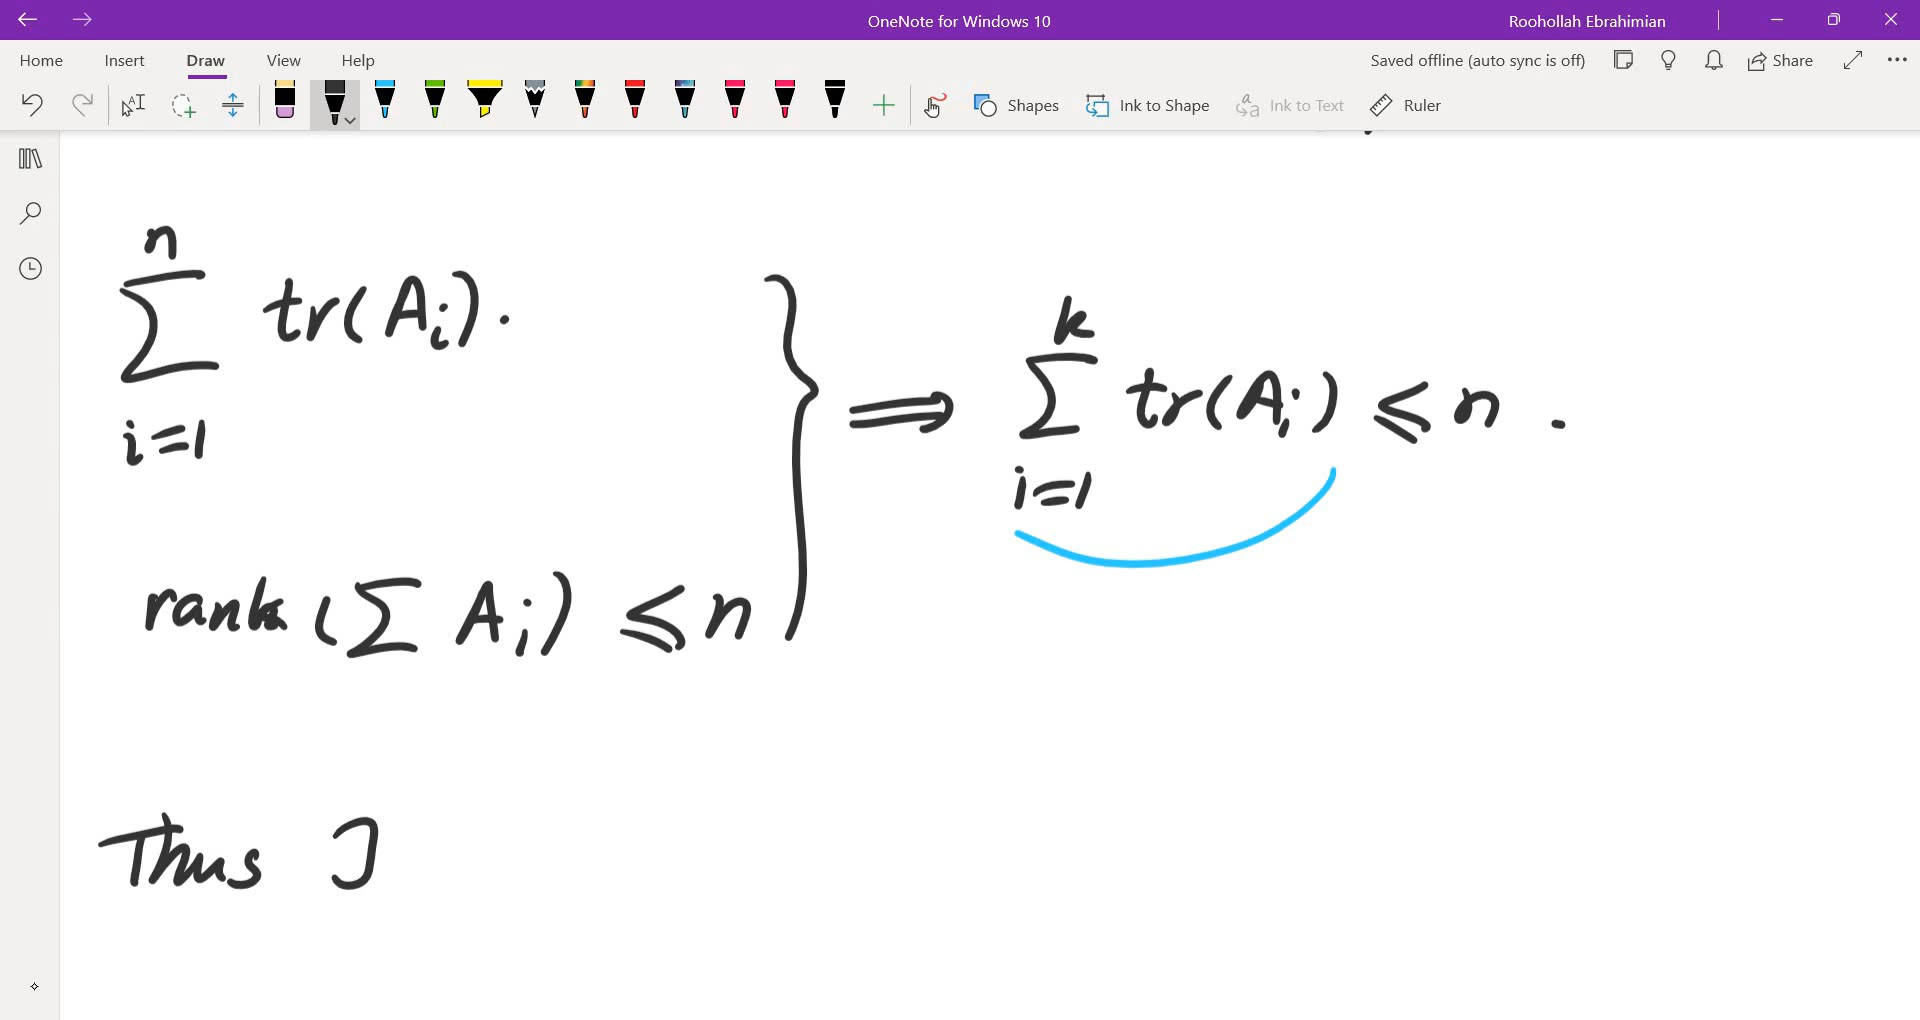 OneNote for Windows 10 Roohollah Ebrahimian
Home Insert Draw View Help Saved offline (auto sync is off) Share
Shapes Ink to Shape Ink to Text Ruler
n
∑ tr(Ai).
i=1
k
⇒ ∑ tr(Ai) ≤ n .
i=1
rank (∑ Ai) ≤ n
Thus